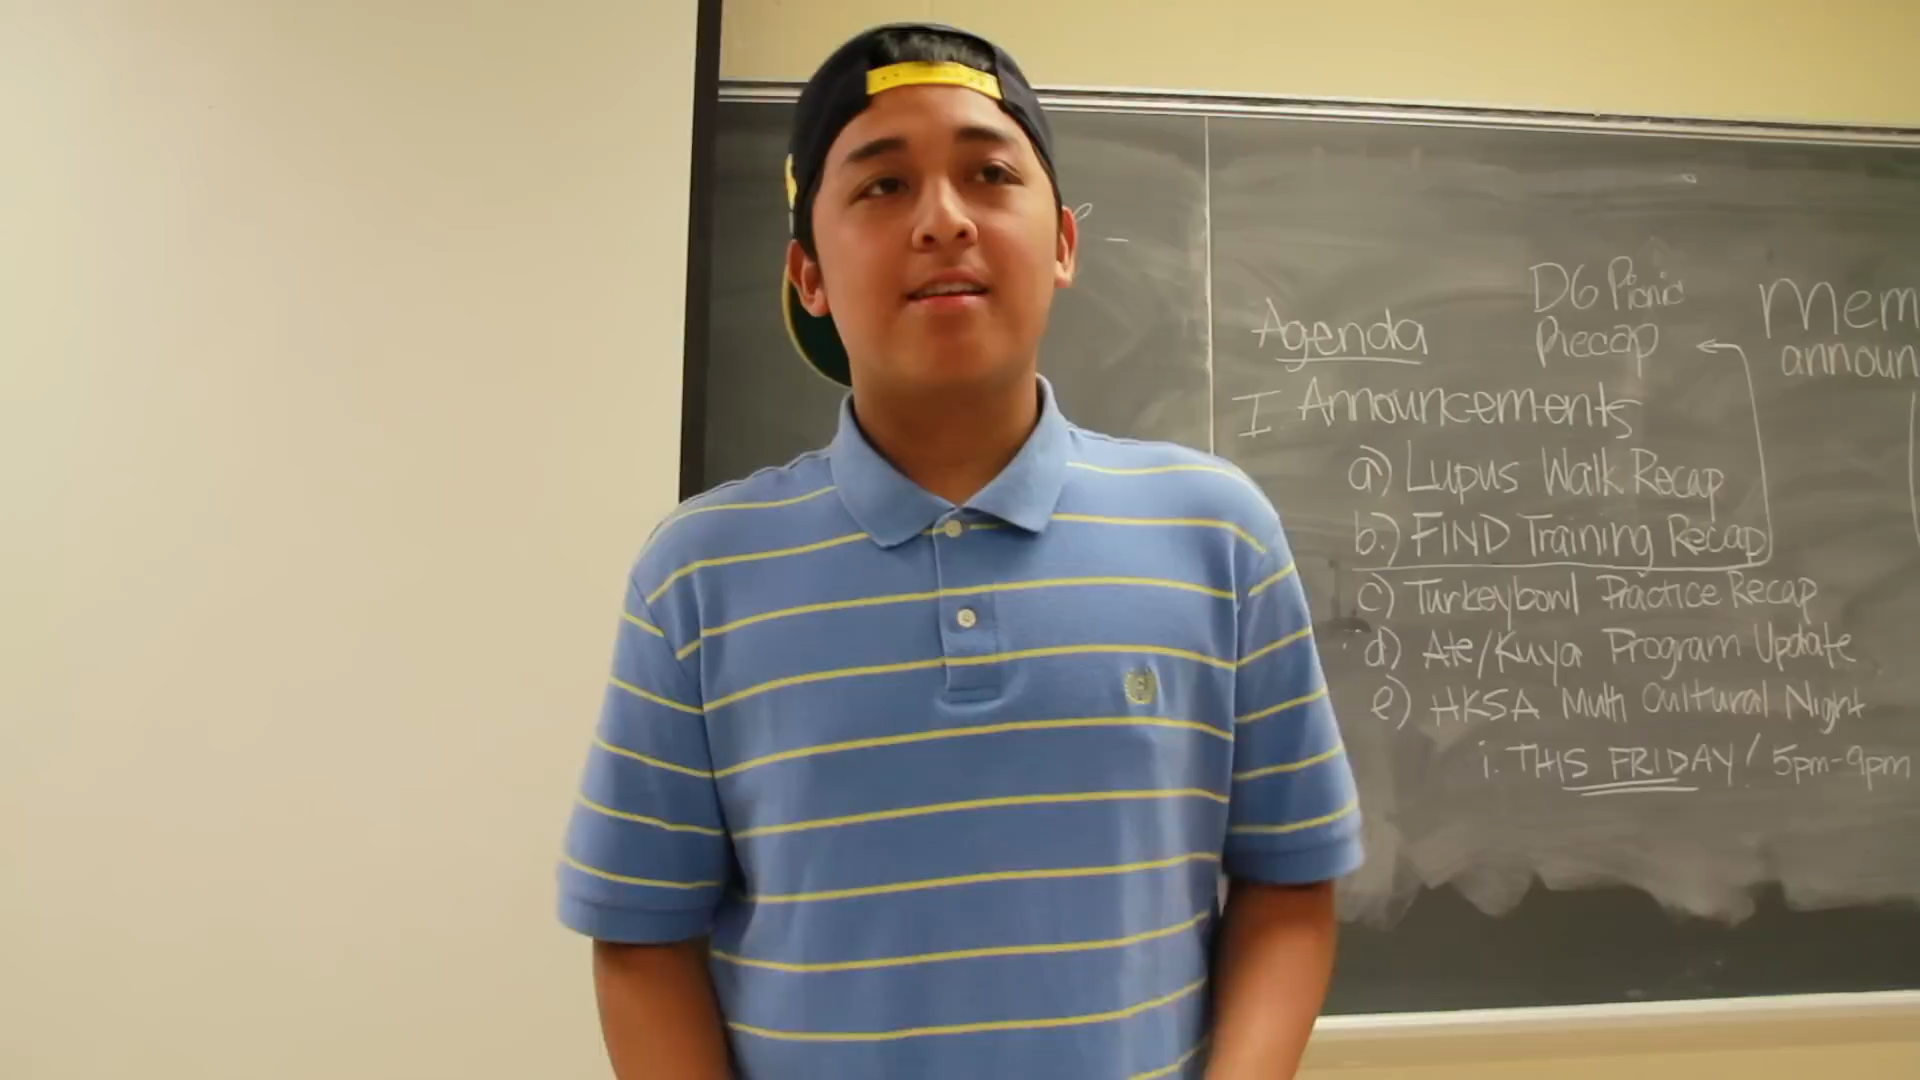 Agenda
D6 Picnic
Precap
Mem
announ
I. Announcements
a) Lupus Walk Recap
b.) FIND Training Recap
c) Turkeybowl Practice Recap
d) Ate/Kuya Program Update
e) HKSA Multi Cultural Night
i. THIS FRIDAY! 5pm-9pm